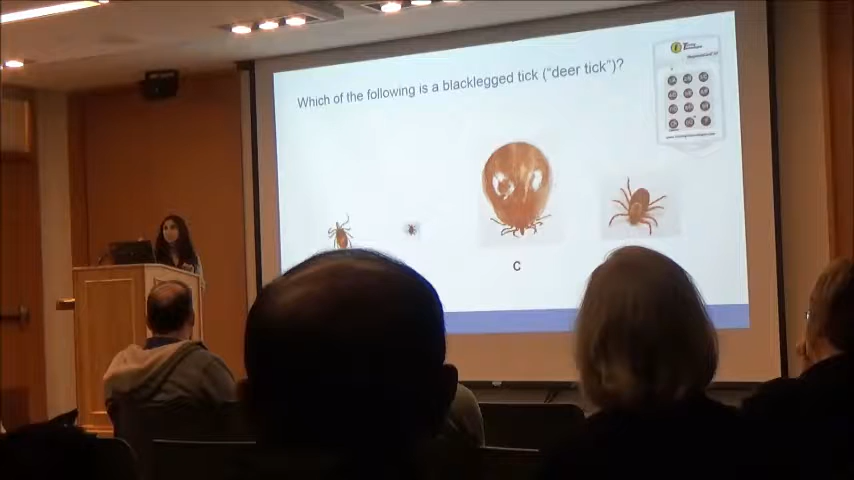 Which of the following is a blacklegged tick ("deer tick")?
C